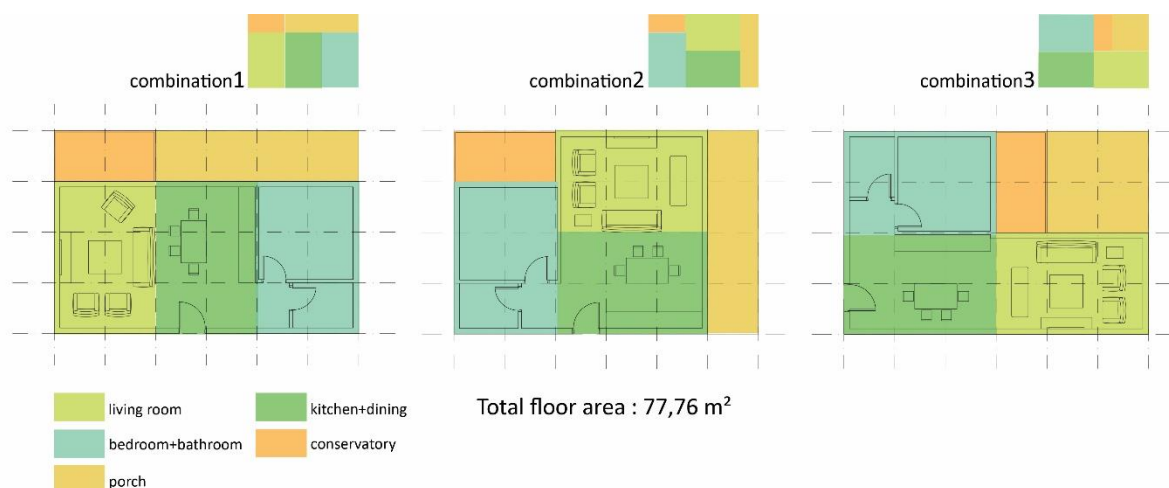 combination1
combination2
combination3
living room
kitchen+dining
Total floor area : 77,76 m²
bedroom+bathroom
conservatory
porch